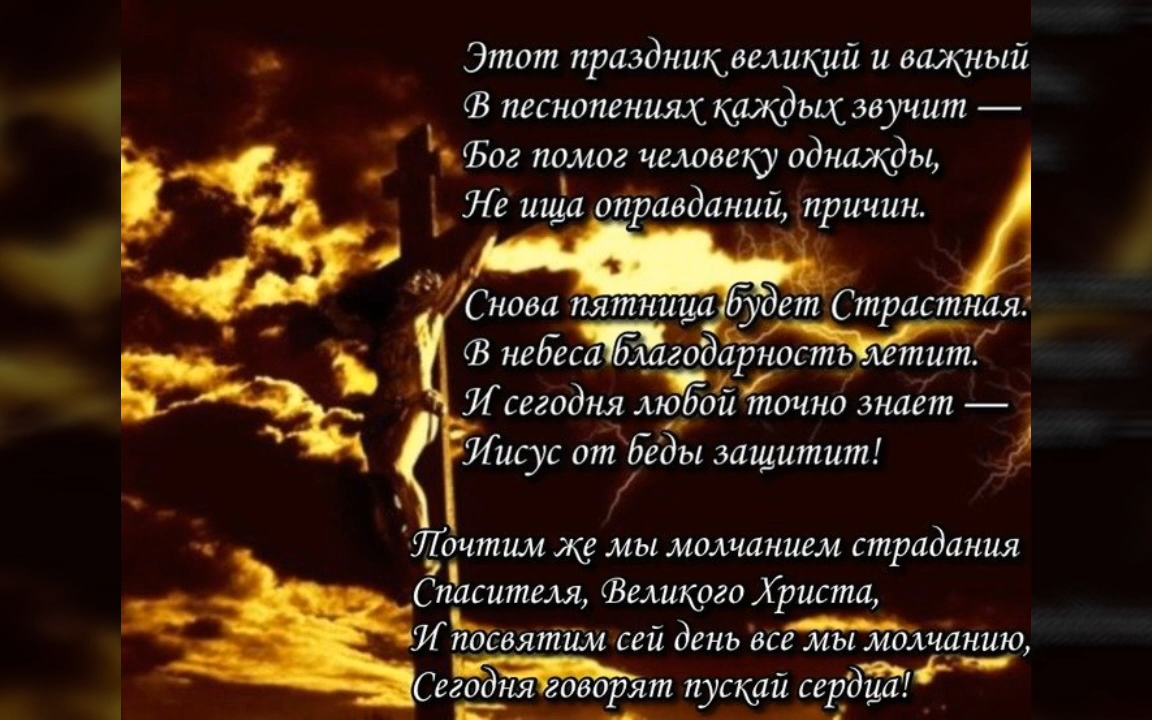 Этот праздник великий и важный
В песнопениях каждых звучит —
Бог помог человеку однажды,
Не ища оправданий, причин.
Снова пятница будет Страстная.
В небеса благодарность летит.
И сегодня любой точно знает —
Иисус от беды защитит!
Почтим же мы молчанием страдания
Спасителя, Великого Христа,
И посвятим сей день все мы молчанию,
Сегодня говорят пускай сердца!